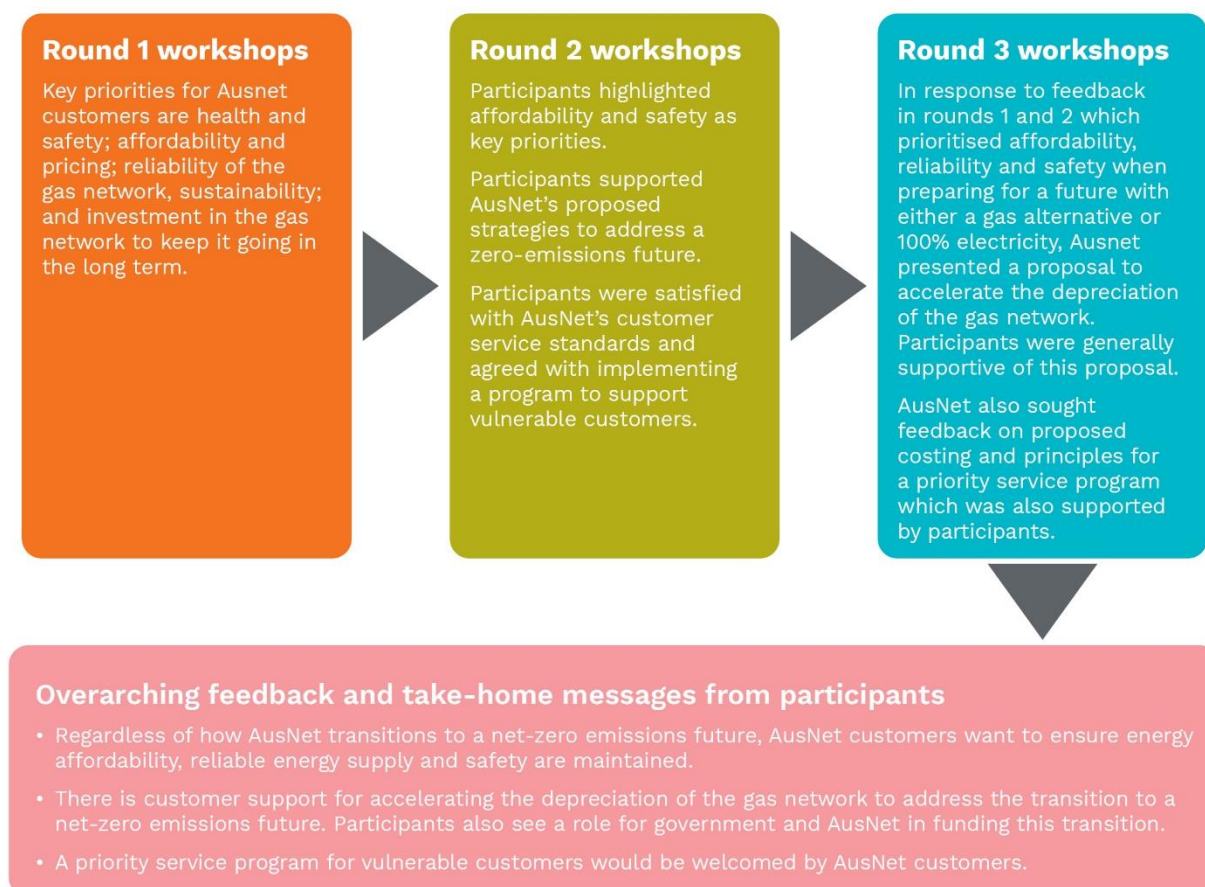 Round 1 workshops
Key priorities for Ausnet
customers are health and
safety; affordability and
pricing; reliability of the
gas network, sustainability;
and investment in the gas
network to keep it going in
the long term.
Round 2 workshops
Participants highlighted
affordability and safety as
key priorities.
Participants supported
AusNet’s proposed
strategies to address a
zero-emissions future.
Participants were satisfied
with AusNet’s customer
service standards and
agreed with implementing
a program to support
vulnerable customers.
Round 3 workshops
In response to feedback
in rounds 1 and 2 which
prioritised affordability,
reliability and safety when
preparing for a future with
either a gas alternative or
100% electricity, Ausnet
presented a proposal to
accelerate the depreciation
of the gas network.
Participants were generally
supportive of this proposal.
AusNet also sought
feedback on proposed
costing and principles for
a priority service program
which was also supported
by participants.
Overarching feedback and take-home messages from participants
• Regardless of how AusNet transitions to a net-zero emissions future, AusNet customers want to ensure energy
affordability, reliable energy supply and safety are maintained.
• There is customer support for accelerating the depreciation of the gas network to address the transition to a
net-zero emissions future. Participants also see a role for government and AusNet in funding this transition.
• A priority service program for vulnerable customers would be welcomed by AusNet customers.